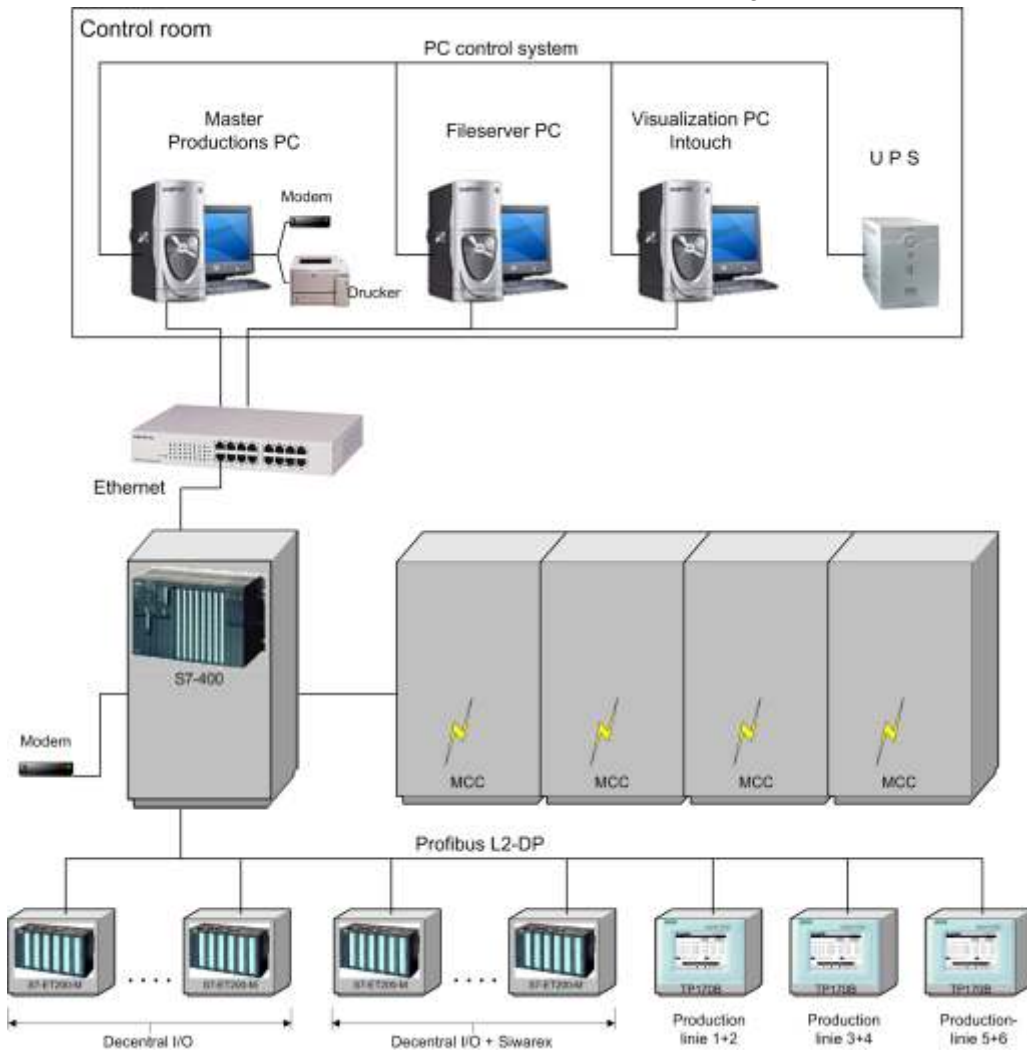 Control room
PC control system
Master
Productions PC
Fileserver PC
Visualization PC
Intouch
U P S
Modem
Drucker
Ethernet
S7-400
Modem
MCC
MCC
MCC
MCC
Profibus L2-DP
S7-ET200-M
S7-ET200-M
S7-ET200-M
S7-ET200-M
TP170B
TP170B
TP170B
. . . .
. . . .
Decentral I/O
Decentral I/O + Siwarex
Production
linie 1+2
Production
linie 3+4
Production-
linie 5+6